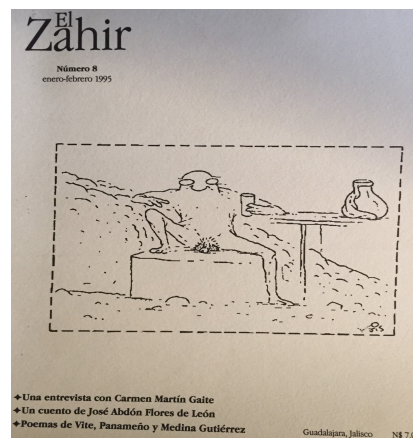 El
Zahir
Número 8
enero-febrero 1995
✦Una entrevista con Carmen Martín Gaite
✦Un cuento de José Abdón Flores de León
✦Poemas de Vite, Panameño y Medina Gutiérrez
Guadalajara, Jalisco